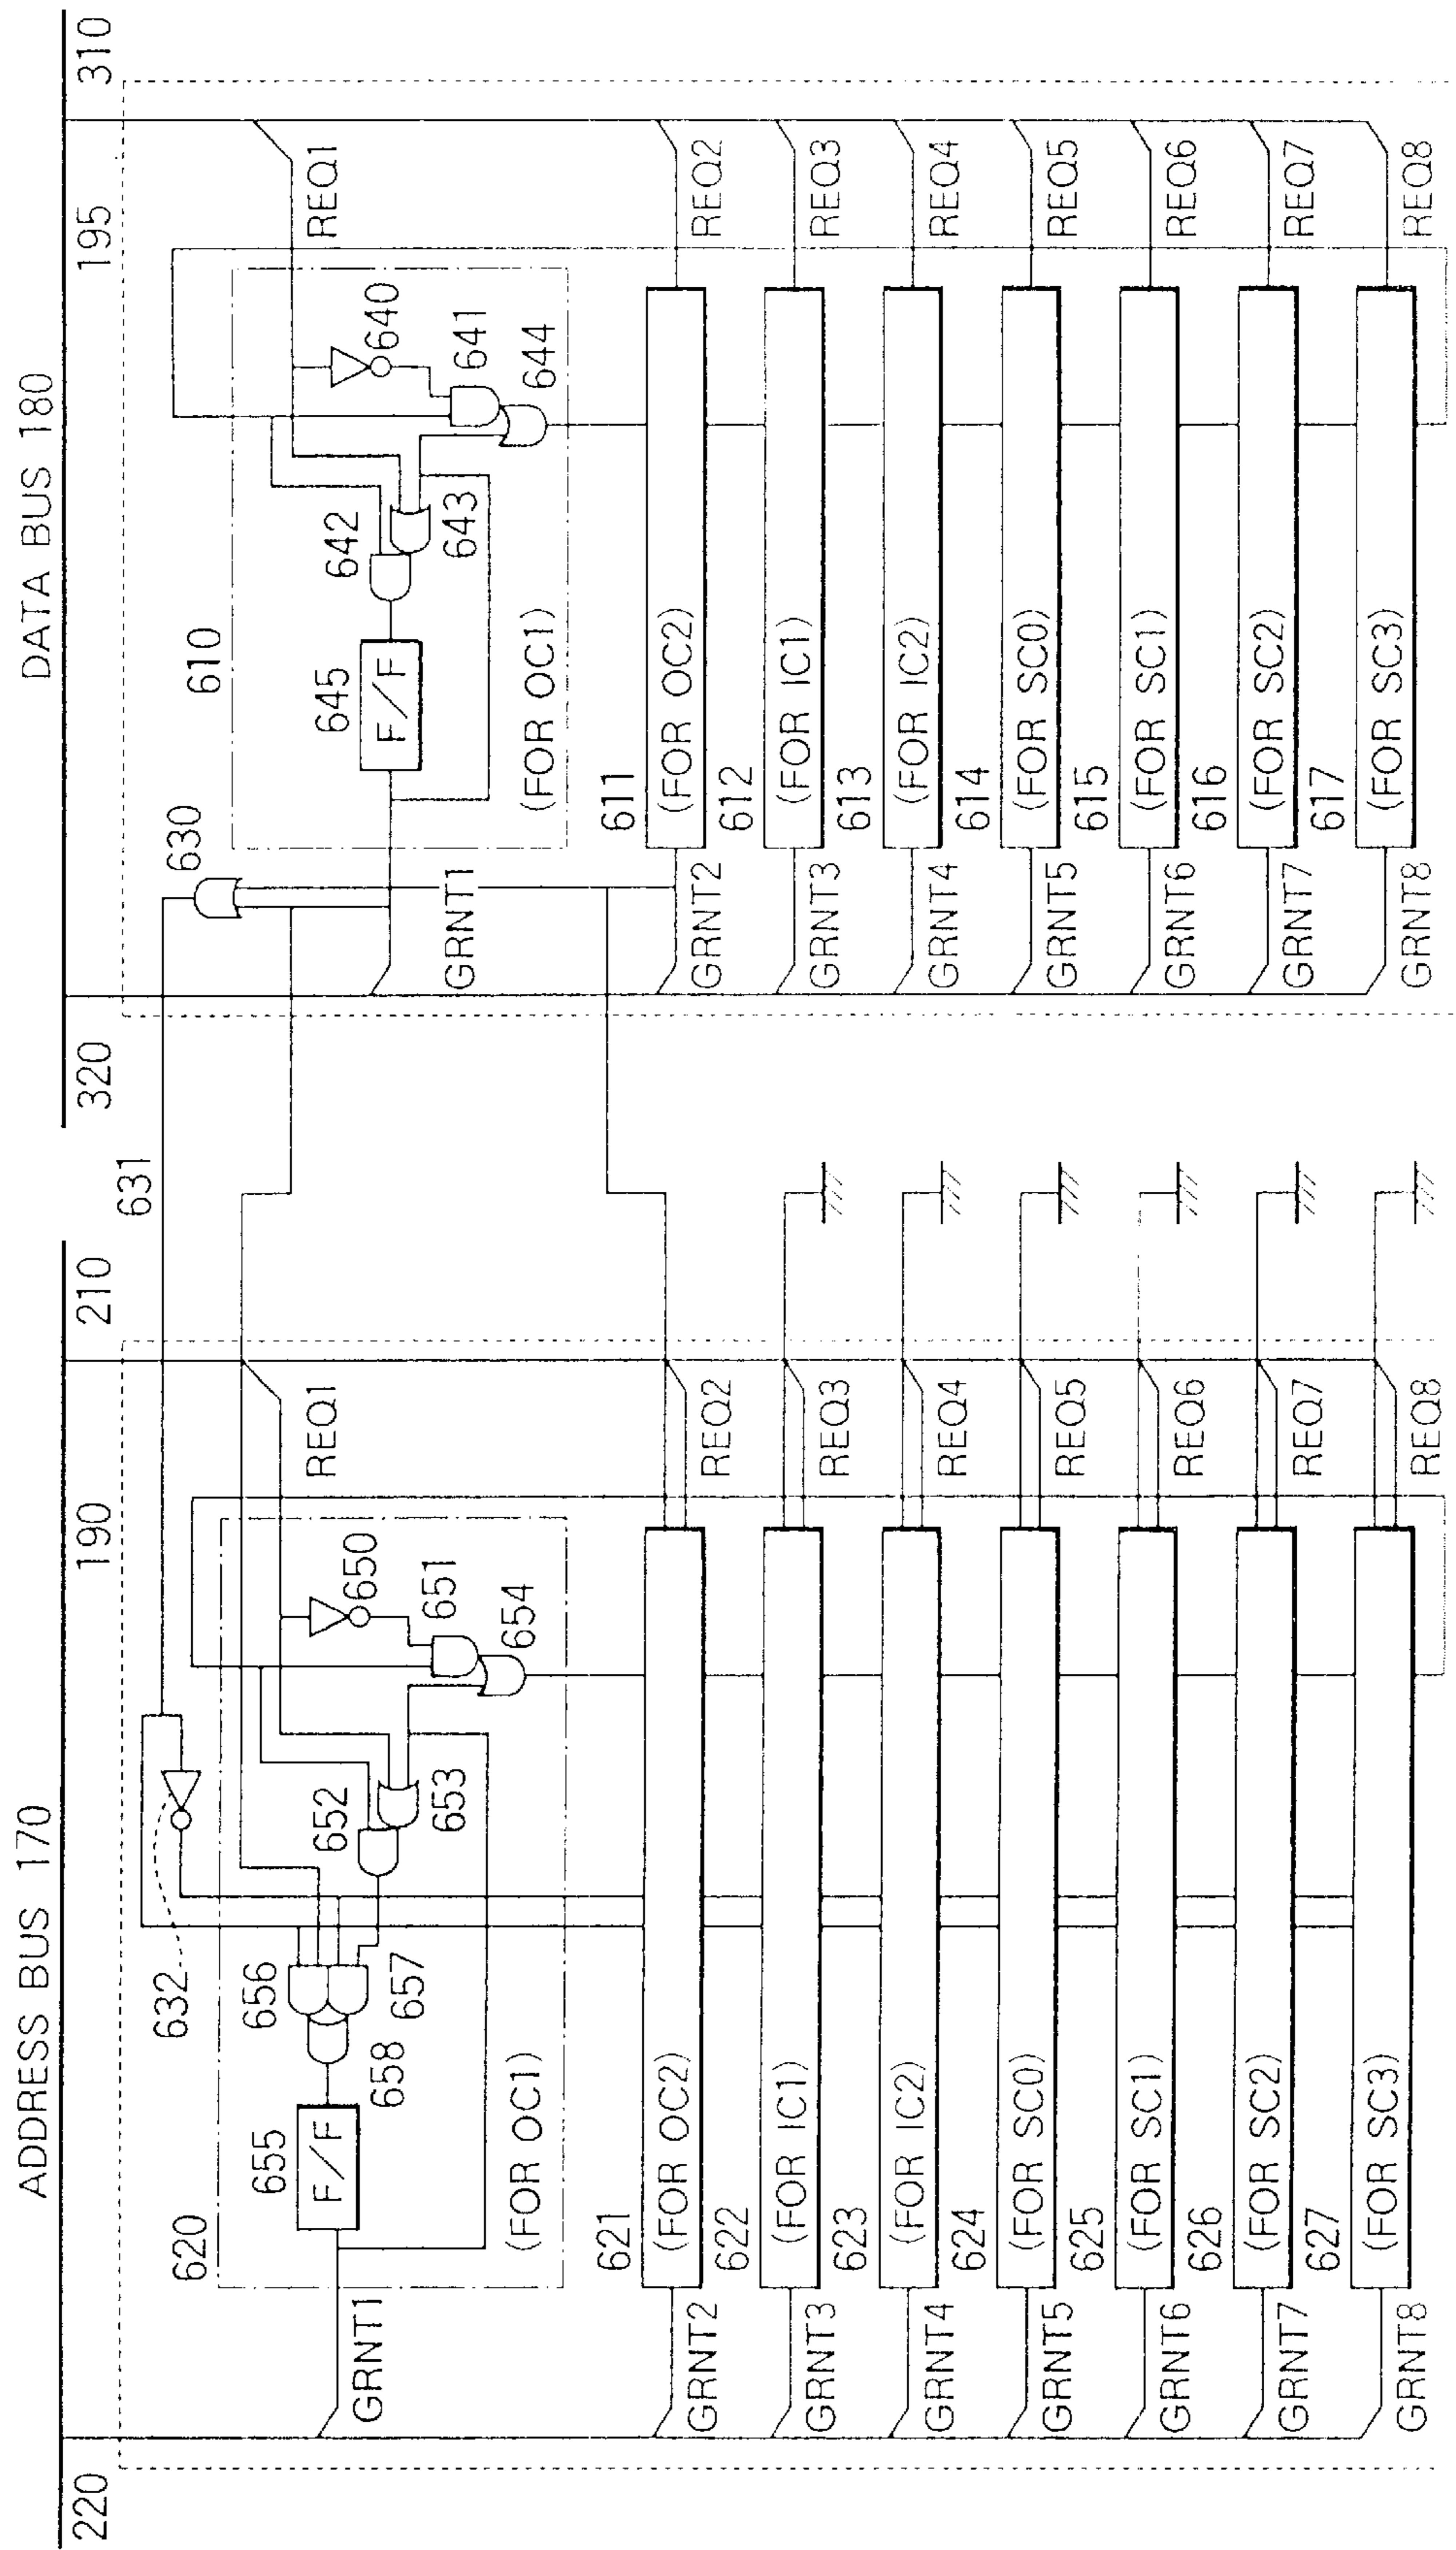 ADDRESS BUS 170
DATA BUS 180
220
190
210
320
195
310
631
632
620
GRNT1
655
F/F
658
656
657
652
653
650
651
654
REQ1
(FOR OC1)
GRNT2
621
(FOR OC2)
REQ2
GRNT3
622
(FOR IC1)
REQ3
GRNT4
623
(FOR IC2)
REQ4
GRNT5
624
(FOR SC0)
REQ5
GRNT6
625
(FOR SC1)
REQ6
GRNT7
626
(FOR SC2)
REQ7
GRNT8
627
(FOR SC3)
REQ8
630
610
GRNT1
645
F/F
642
643
640
641
644
REQ1
(FOR OC1)
GRNT2
611
(FOR OC2)
REQ2
GRNT3
612
(FOR IC1)
REQ3
GRNT4
613
(FOR IC2)
REQ4
GRNT5
614
(FOR SC0)
REQ5
GRNT6
615
(FOR SC1)
REQ6
GRNT7
616
(FOR SC2)
REQ7
GRNT8
617
(FOR SC3)
REQ8